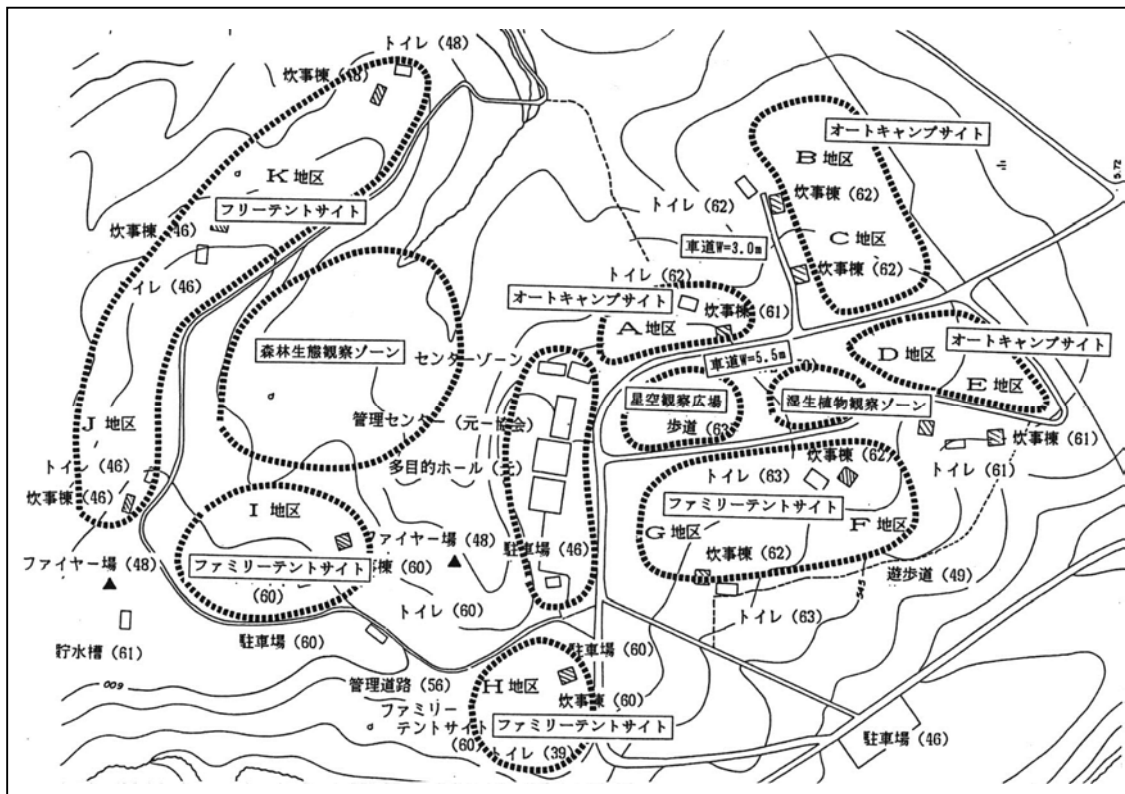 トイレ (48)
炊事棟 (48)
K 地区
フリーテントサイト
炊事棟 (46)
イレ (46)
J 地区
トイレ (46)
炊事棟 (46)
ファイヤー場 (48)
貯水槽 (61)
009
オートキャンプサイト
B 地区
トイレ (62)
炊事棟 (62)
C 地区
炊事棟 (62)
5.72
車道W=3.0m
トイレ (62)
オートキャンプサイト
炊事棟 (61)
A 地区
車道W=5.5m
森林生態観察ゾーン
センターゾーン
管理センター (元一協会)
多目的ホール
駐車場 (46)
星空観察広場
歩道 (63
湿生植物観察ゾーン
オートキャンプサイト
D 地区
E 地区
炊事棟 (61)
トイレ (61)
炊事棟 (62)
トイレ (63)
ファミリーテントサイト
G 地区
F 地区
炊事棟 (62)
トイレ (63)
遊歩道 (49)
545
I 地区
ファイヤー場 (48)
ファミリーテントサイト
事棟 (60)
(60)
トイレ (60)
駐車場 (60)
管理道路 (56)
H 地区
駐車場 (60)
炊事棟 (60)
ファミリー
テントサイト
(60)
ファミリーテントサイト
トイレ (39)
駐車場 (46)